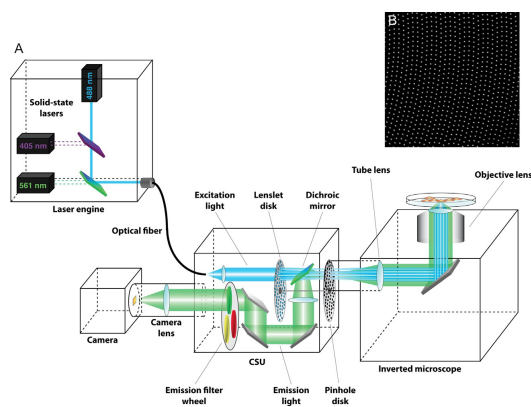 A
B
488 nm
Solid-state
lasers
405 nm
561 nm
Laser engine
Optical fiber
Excitation
light
Lenslet
disk
Dichroic
mirror
Tube lens
Objective
lens
Camera
Camera
lens
CSU
Inverted microscope
Emission filter
wheel
Emission
light
Pinhole
disk